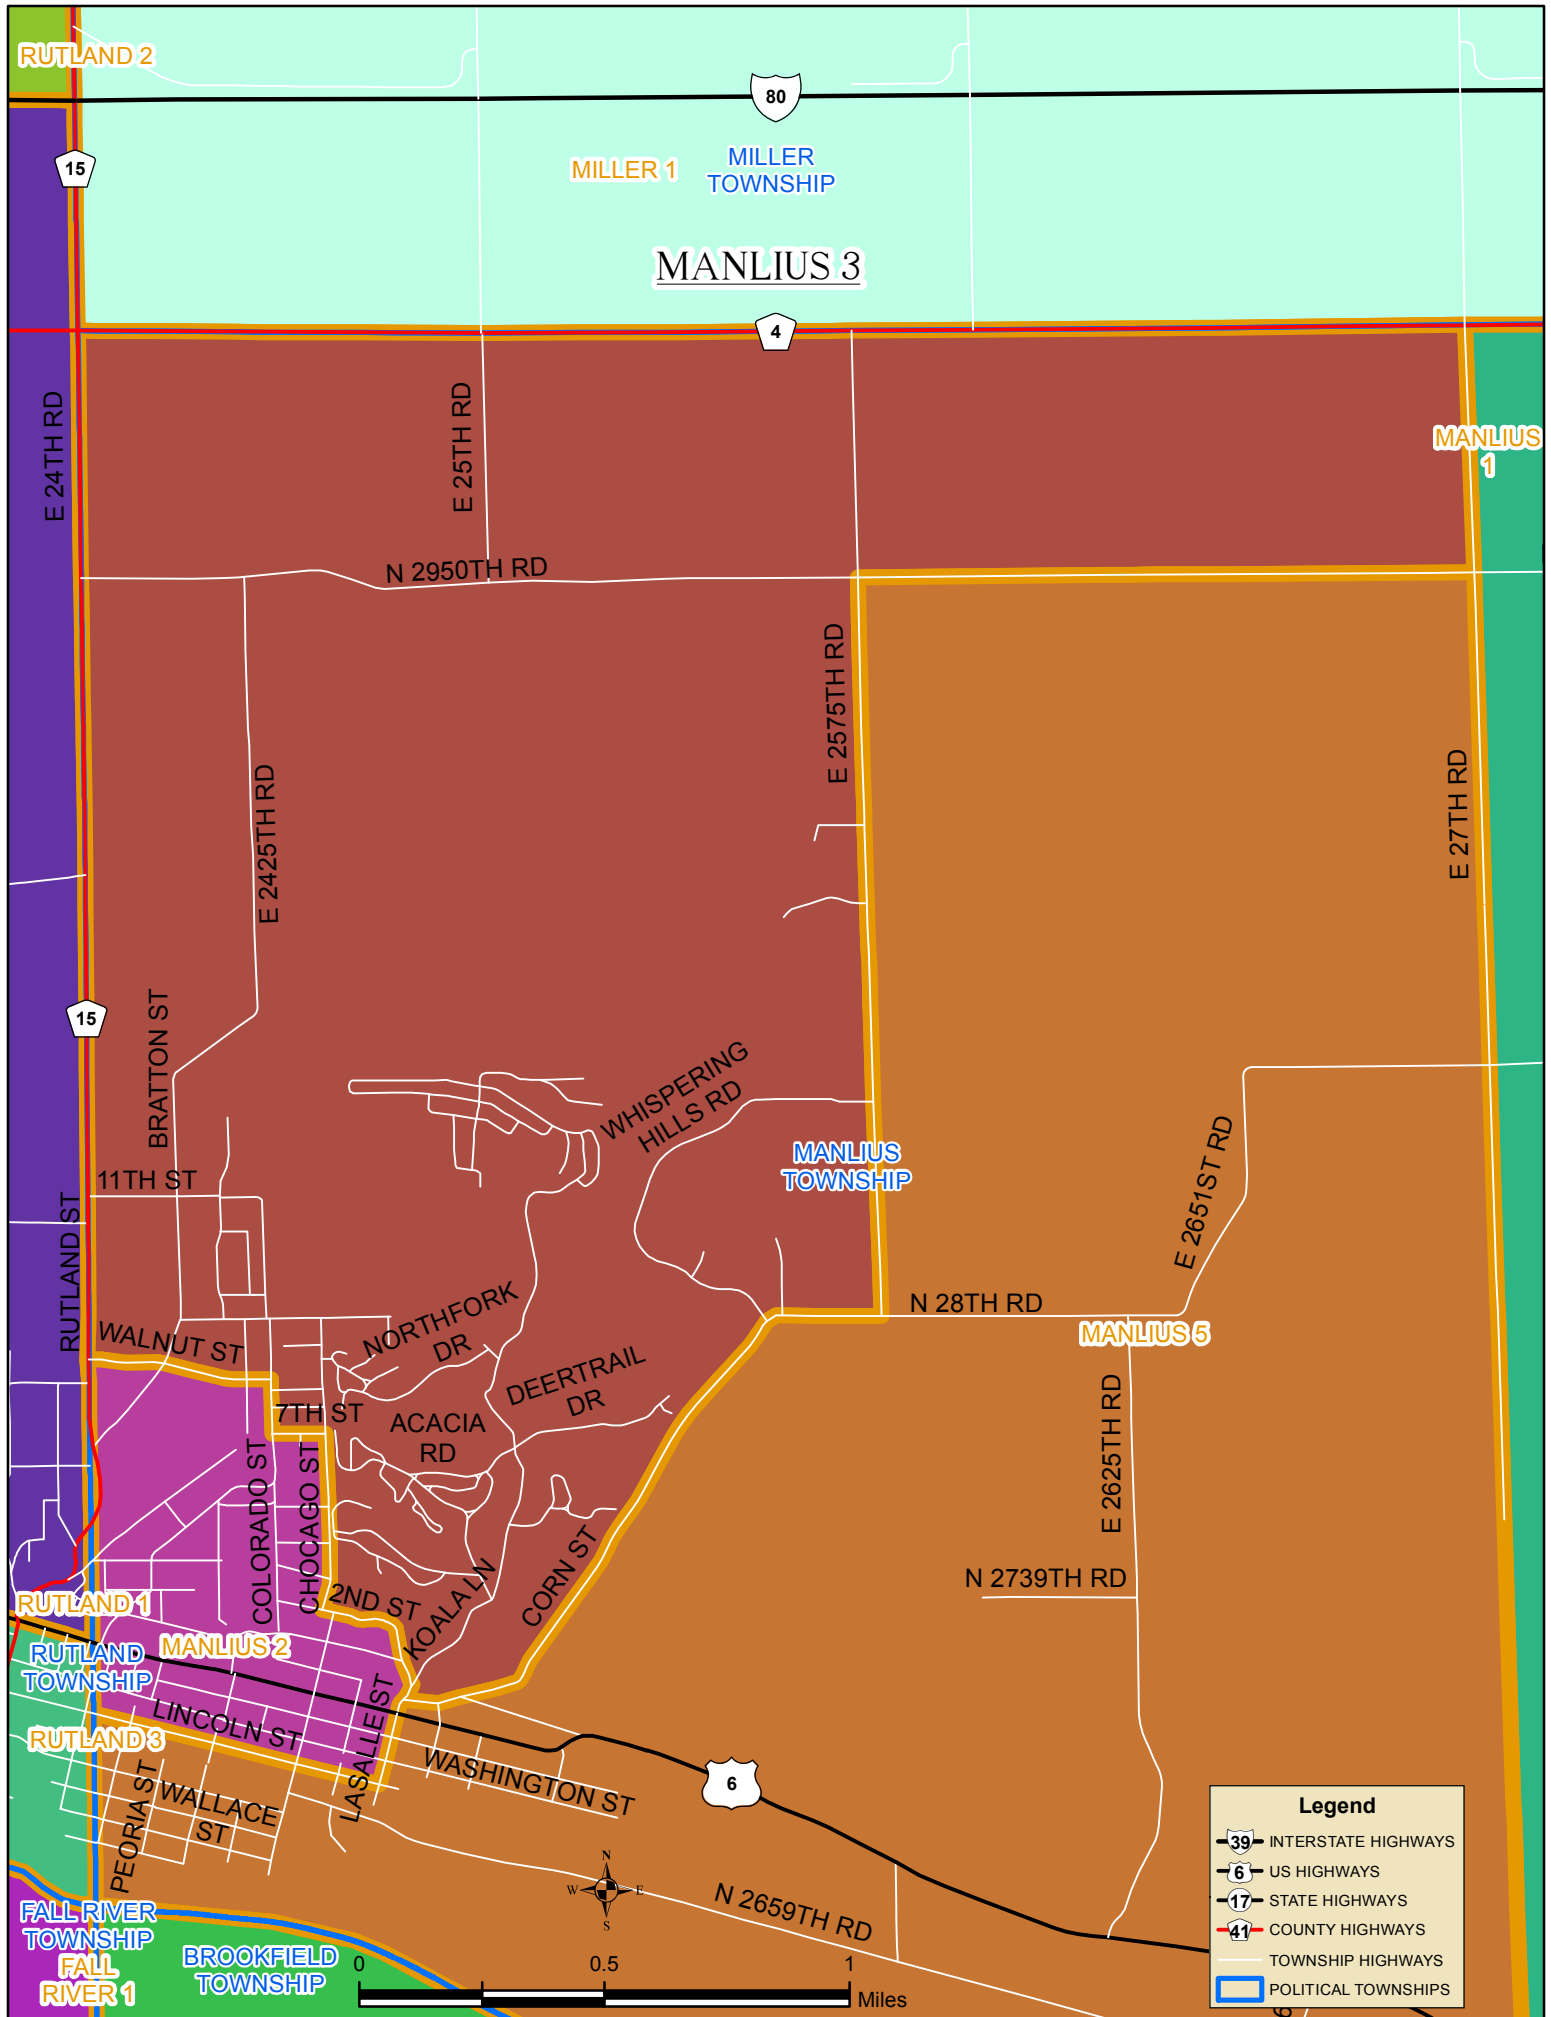 RUTLAND 2
80
15
MILLER 1
MILLER
TOWNSHIP
MANLIUS 3
4
E 24TH RD
E 25TH RD
MANLIUS
1
N 2950TH RD
E 2575TH RD
E 27TH RD
E 2425TH RD
15
BRATTON ST
WHISPERING
HILLS RD
MANLIUS
TOWNSHIP
E 2651ST RD
11TH ST
RUTLAND ST
N 28TH RD
MANLIUS 5
WALNUT ST
NORTHFORK
DR
DEERTRAIL
DR
7TH ST
ACACIA
RD
E 2625TH RD
COLORADO ST
CHOCAGO ST
N 2739TH RD
2ND ST
KOALA LN
CORN ST
RUTLAND 1
RUTLAND
TOWNSHIP
MANLIUS 2
LINCOLN ST
LASALLE ST
RUTLAND 3
WASHINGTON ST
6
PEORIA ST
WALLACE
ST
N
W
E
S
N 2659TH RD
FALL RIVER
TOWNSHIP
FALL
RIVER 1
BROOKFIELD
TOWNSHIP
0
0.5
1
Miles
Legend
39 INTERSTATE HIGHWAYS
6 US HIGHWAYS
17 STATE HIGHWAYS
41 COUNTY HIGHWAYS
TOWNSHIP HIGHWAYS
POLITICAL TOWNSHIPS